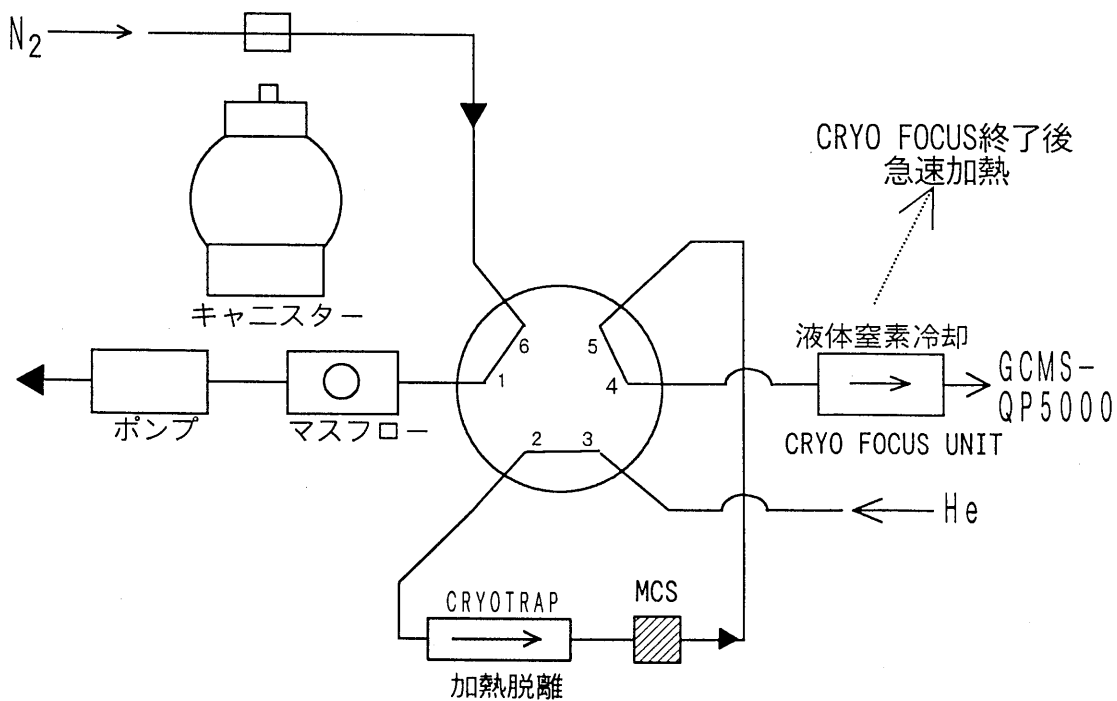 N2
CRYO FOCUS終了後
急速加熱
キャニスター
6
5
液体窒素冷却
1
4
GCMS-
QP5000
ポンプ
マスフロー
2
3
CRYO FOCUS UNIT
He
CRYOTRAP
MCS
加熱脱離